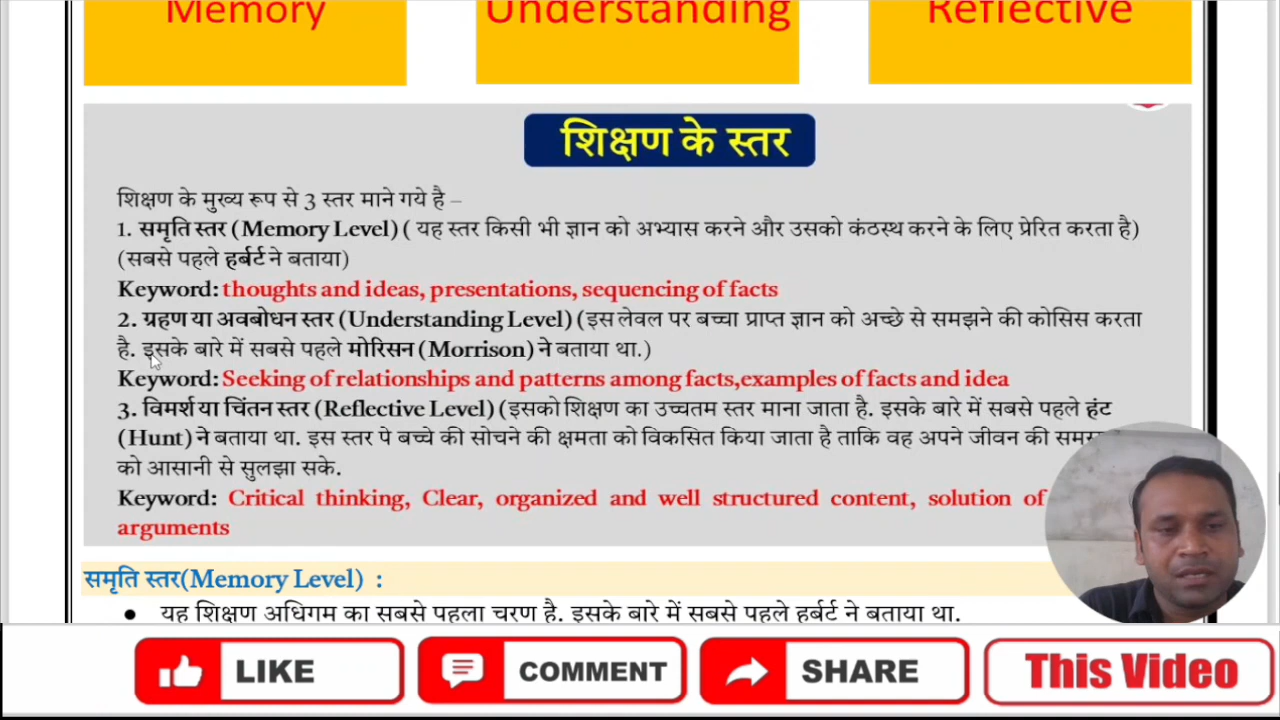 Memory
Understanding
Reflective
शिक्षण के स्तर
शिक्षण के मुख्य रूप से 3 स्तर माने गये है –
1. समृति स्तर (Memory Level) ( यह स्तर किसी भी ज्ञान को अभ्यास करने और उसको कंठस्थ करने के लिए प्रेरित करता है)
(सबसे पहले हर्बर्ट ने बताया)
Keyword: thoughts and ideas, presentations, sequencing of facts
2. ग्रहण या अवबोधन स्तर (Understanding Level) (इस लेवल पर बच्चा प्राप्त ज्ञान को अच्छे से समझने की कोसिस करता
है. इसके बारे में सबसे पहले मोरिसन (Morrison) ने बताया था.)
Keyword: Seeking of relationships and patterns among facts,examples of facts and idea
3. विमर्श या चिंतन स्तर (Reflective Level) (इसको शिक्षण का उच्चतम स्तर माना जाता है. इसके बारे में सबसे पहले हंट
(Hunt) ने बताया था. इस स्तर पे बच्चे की सोचने की क्षमता को विकसित किया जाता है ताकि वह अपने जीवन की
को आसानी से सुलझा सके.
Keyword: Critical thinking, Clear, organized and well structured content, solution of
arguments
समृति स्तर(Memory Level) :
● यह शिक्षण अधिगम का सबसे पहला चरण है. इसके बारे में सबसे पहले हर्बर्ट ने बताया था.
LIKE
COMMENT
SHARE
This Video